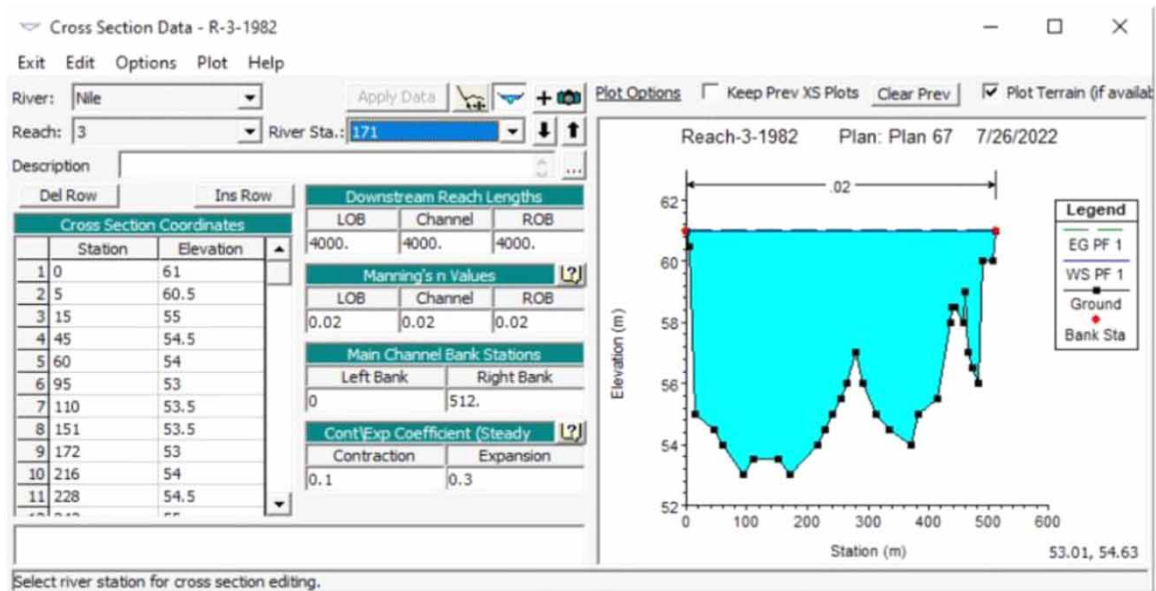 Cross Section Data - R-3-1982
Exit Edit Options Plot Help
River: Nile Apply Data
Reach: 3 River Sta.: 171
Description ...
Del Row Ins Row
Cross Section Coordinates
Station Elevation
1 0 61
2 5 60.5
3 15 55
4 45 54.5
5 60 54
6 95 53
7 110 53.5
8 151 53.5
9 172 53
10 216 54
11 228 54.5
Downstream Reach Lengths
LOB Channel ROB
4000. 4000. 4000.
Manning's n Values
LOB Channel ROB
0.02 0.02 0.02
Main Channel Bank Stations
Left Bank Right Bank
0 512.
Cont\Exp Coefficient (Steady
Contraction Expansion
0.1 0.3
Plot Options Keep Prev XS Plots Clear Prev Plot Terrain (if availab
Reach-3-1982 Plan: Plan 67 7/26/2022
.02
62
60
58
56
54
52
Elevation (m)
0 100 200 300 400 500 600
Station (m)
53.01, 54.63
Legend
EG PF 1
WS PF 1
Ground
Bank Sta
Select river station for cross section editing.